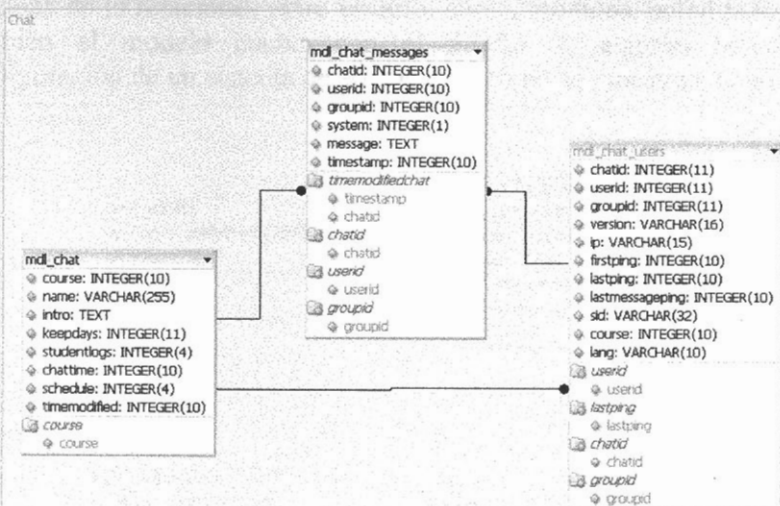 Chat
mdl_chat_messages
chatid: INTEGER(10)
userid: INTEGER(10)
groupid: INTEGER(10)
system: INTEGER(1)
message: TEXT
timestamp: INTEGER(10)
timemodifiedchat
timestamp
chatid
chatid
chatid
userid
userid
groupid
groupid
mdl_chat_users
chatid: INTEGER(11)
userid: INTEGER(11)
groupid: INTEGER(11)
version: VARCHAR(16)
ip: VARCHAR(15)
firstping: INTEGER(10)
lastping: INTEGER(10)
lastmessageping: INTEGER(10)
sid: VARCHAR(32)
course: INTEGER(10)
lang: VARCHAR(10)
userid
userid
lastping
lastping
chatid
chatid
groupid
groupid
mdl_chat
course: INTEGER(10)
name: VARCHAR(255)
intro: TEXT
keepdays: INTEGER(11)
studentlogs: INTEGER(4)
chattime: INTEGER(10)
schedule: INTEGER(4)
timemodified: INTEGER(10)
course
course